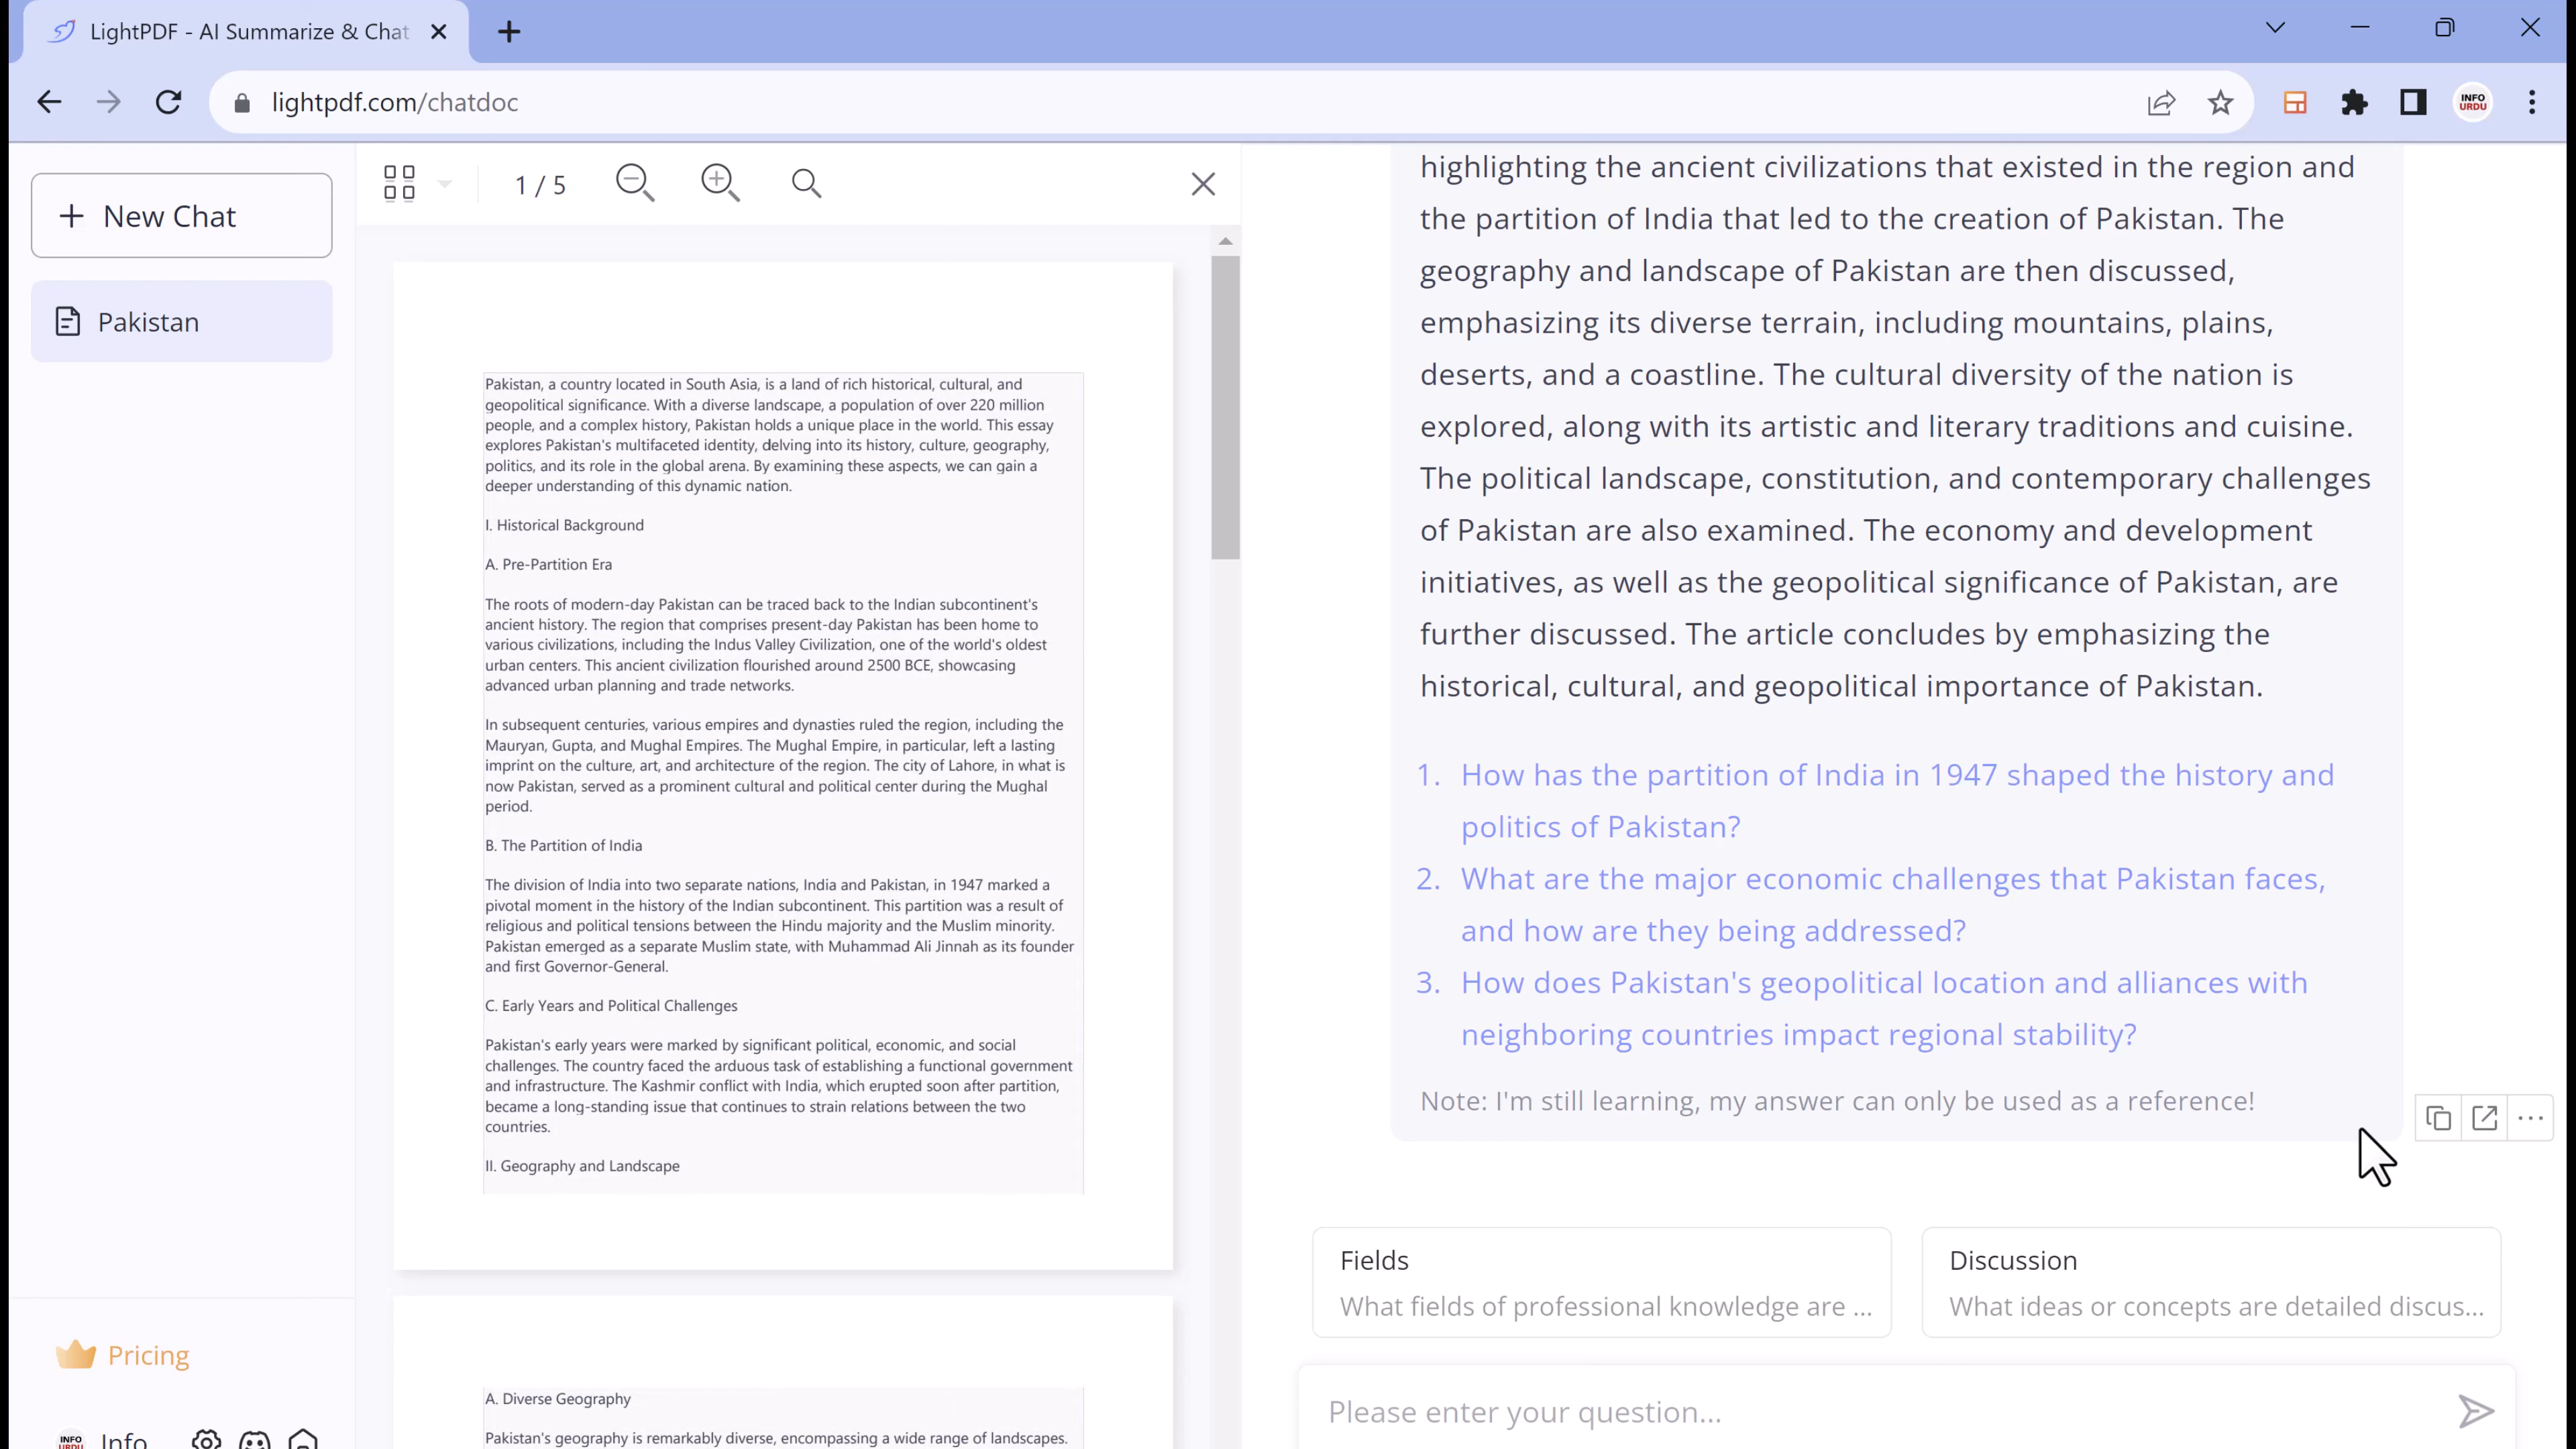 LightPDF - AI Summarize & Chat
lightpdf.com/chatdoc
INFO
URDU
New Chat
Pakistan
1 / 5
Pakistan, a country located in South Asia, is a land of rich historical, cultural, and
geopolitical significance. With a diverse landscape, a population of over 220 million
people, and a complex history, Pakistan holds a unique place in the world. This essay
explores Pakistan's multifaceted identity, delving into its history, culture, geography,
politics, and its role in the global arena. By examining these aspects, we can gain a
deeper understanding of this dynamic nation.
I. Historical Background
A. Pre-Partition Era
The roots of modern-day Pakistan can be traced back to the Indian subcontinent's
ancient history. The region that comprises present-day Pakistan has been home to
various civilizations, including the Indus Valley Civilization, one of the world's oldest
urban centers. This ancient civilization flourished around 2500 BCE, showcasing
advanced urban planning and trade networks.
In subsequent centuries, various empires and dynasties ruled the region, including the
Mauryan, Gupta, and Mughal Empires. The Mughal Empire, in particular, left a lasting
imprint on the culture, art, and architecture of the region. The city of Lahore, in what is
now Pakistan, served as a prominent cultural and political center during the Mughal
period.
B. The Partition of India
The division of India into two separate nations, India and Pakistan, in 1947 marked a
pivotal moment in the history of the Indian subcontinent. This partition was a result of
religious and political tensions between the Hindu majority and the Muslim minority.
Pakistan emerged as a separate Muslim state, with Muhammad Ali Jinnah as its founder
and first Governor-General.
C. Early Years and Political Challenges
Pakistan's early years were marked by significant political, economic, and social
challenges. The country faced the arduous task of establishing a functional government
and infrastructure. The Kashmir conflict with India, which erupted soon after partition,
became a long-standing issue that continues to strain relations between the two
countries.
II. Geography and Landscape
A. Diverse Geography
Pakistan's geography is remarkably diverse, encompassing a wide range of landscapes.
highlighting the ancient civilizations that existed in the region and
the partition of India that led to the creation of Pakistan. The
geography and landscape of Pakistan are then discussed,
emphasizing its diverse terrain, including mountains, plains,
deserts, and a coastline. The cultural diversity of the nation is
explored, along with its artistic and literary traditions and cuisine.
The political landscape, constitution, and contemporary challenges
of Pakistan are also examined. The economy and development
initiatives, as well as the geopolitical significance of Pakistan, are
further discussed. The article concludes by emphasizing the
historical, cultural, and geopolitical importance of Pakistan.
1. How has the partition of India in 1947 shaped the history and
politics of Pakistan?
2. What are the major economic challenges that Pakistan faces,
and how are they being addressed?
3. How does Pakistan's geopolitical location and alliances with
neighboring countries impact regional stability?
Note: I'm still learning, my answer can only be used as a reference!
Fields
What fields of professional knowledge are ...
Discussion
What ideas or concepts are detailed discus...
Please enter your question...
Pricing
INFO
URDU
Info